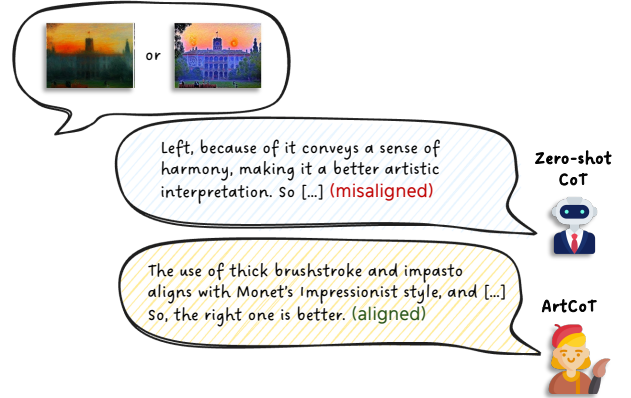 or
Left, because of it conveys a sense of
harmony, making it a better artistic
interpretation. So [...] (misaligned)
Zero-shot
CoT
The use of thick brushstroke and impasto
aligns with Monet's Impressionist style, and [...]
So, the right one is better. (aligned)
ArtCoT